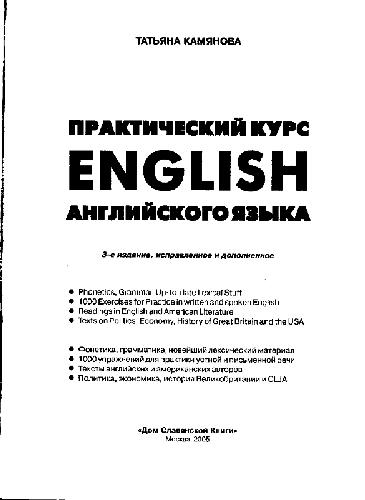 ТАТЬЯНА КАМЯНОВА
ПРАКТИЧЕСКИЙ КУРС
ENGLISH
АНГЛИЙСКОГО ЯЗЫКА
3-е издание, исправленное и дополненное
• Phonetics, Grammar, Up-to-date Lexical Stuff
• 1000 Exercises for Practice in written and spoken English
• Readings in English and American Literature
• Texts on Politics, Economy, History of Great Britain and the USA
• Фонетика, грамматика, новейший лексический материал
• 1000 упражнений для практики устной и письменной речи
• Тексты английских и американских авторов
• Политика, экономика, история Великобритании и США
«Дом Славянской Книги»
Москва 2005